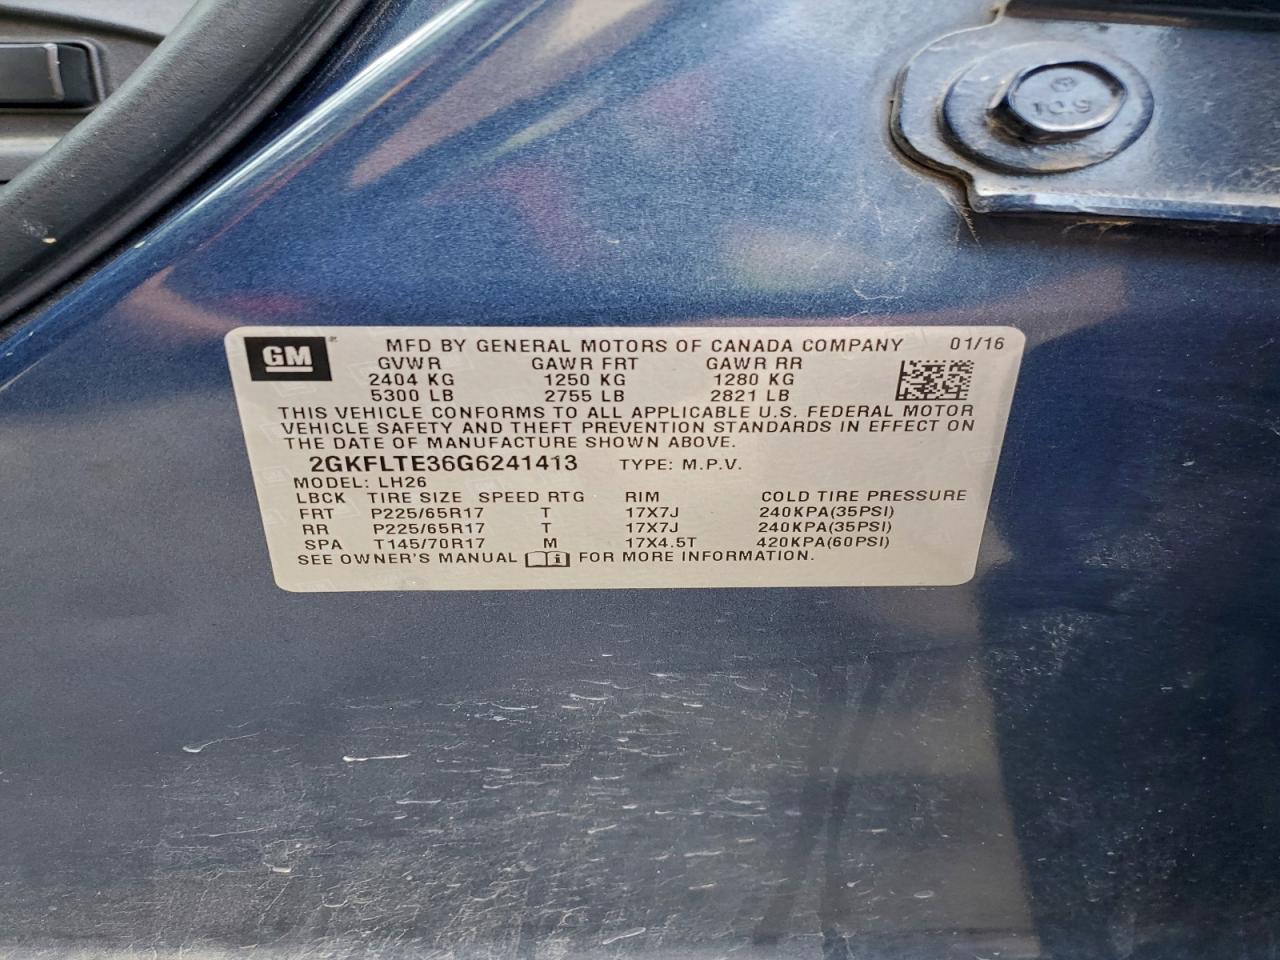 10.9
GM
MFD BY GENERAL MOTORS OF CANADA COMPANY 01/16
GVWR GAWR FRT GAWR RR
2404 KG 1250 KG 1280 KG
5300 LB 2755 LB 2821 LB
THIS VEHICLE CONFORMS TO ALL APPLICABLE U.S. FEDERAL MOTOR
VEHICLE SAFETY AND THEFT PREVENTION STANDARDS IN EFFECT ON
THE DATE OF MANUFACTURE SHOWN ABOVE.
2GKFLTE36G6241413 TYPE: M.P.V.
MODEL: LH26
LBCK TIRE SIZE SPEED RTG RIM COLD TIRE PRESSURE
FRT P225/65R17 T 17X7J 240KPA(35PSI)
RR P225/65R17 T 17X7J 240KPA(35PSI)
SPA T145/70R17 M 17X4.5T 420KPA(60PSI)
SEE OWNER'S MANUAL FOR MORE INFORMATION.